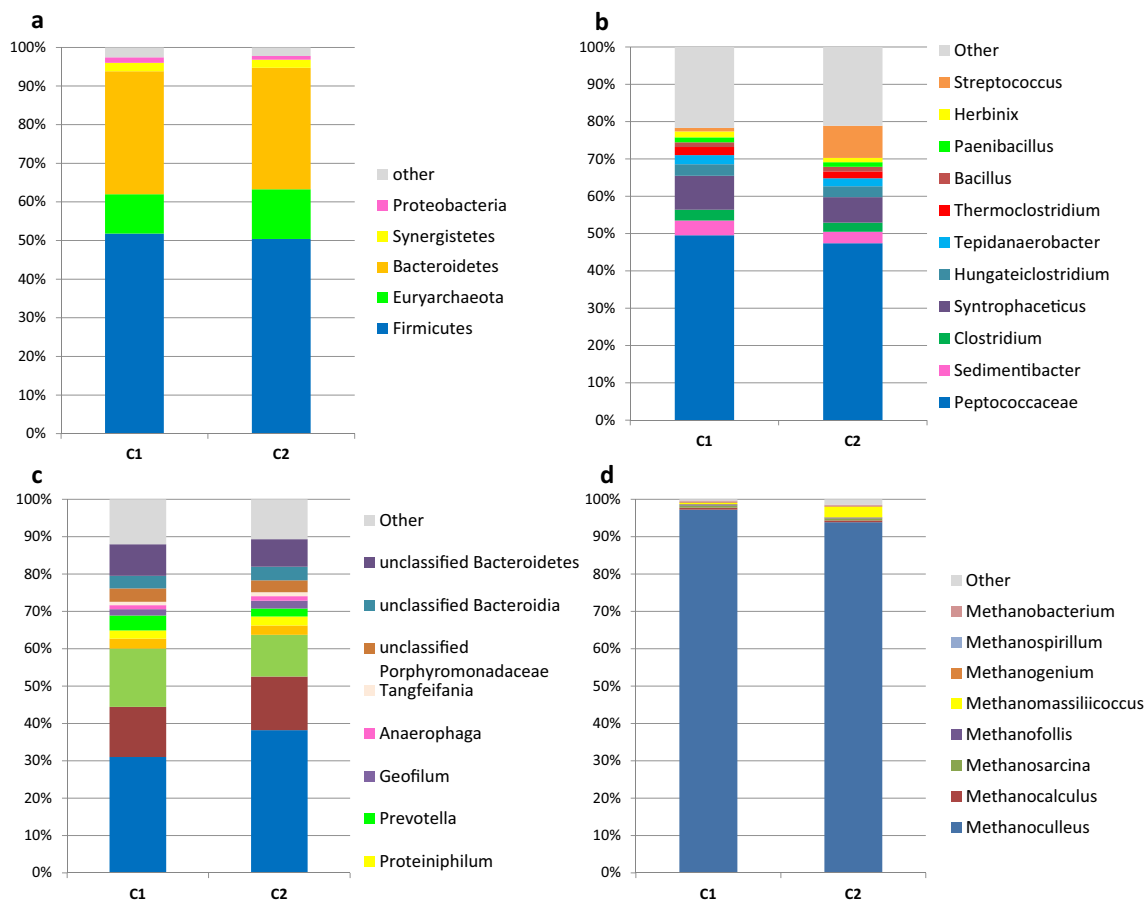 a
100%
90%
80%
70%
60%
50%
40%
30%
20%
10%
0%
C1
C2
other
Proteobacteria
Synergistetes
Bacteroidetes
Euryarchaeota
Firmicutes
b
100%
90%
80%
70%
60%
50%
40%
30%
20%
10%
0%
C1
C2
Other
Streptococcus
Herbinix
Paenibacillus
Bacillus
Thermoclostridium
Tepidanaerobacter
Hungateiclostridium
Syntrophaceticus
Clostridium
Sedimentibacter
Peptococcaceae
c
100%
90%
80%
70%
60%
50%
40%
30%
20%
10%
0%
C1
C2
Other
unclassified Bacteroidetes
unclassified Bacteroidia
unclassified
Porphyromonadaceae
Tangfeifania
Anaerophaga
Geofilum
Prevotella
Proteiniphilum
d
100%
90%
80%
70%
60%
50%
40%
30%
20%
10%
0%
C1
C2
Other
Methanobacterium
Methanospirillum
Methanogenium
Methanomassiliicoccus
Methanofollis
Methanosarcina
Methanocalculus
Methanoculleus